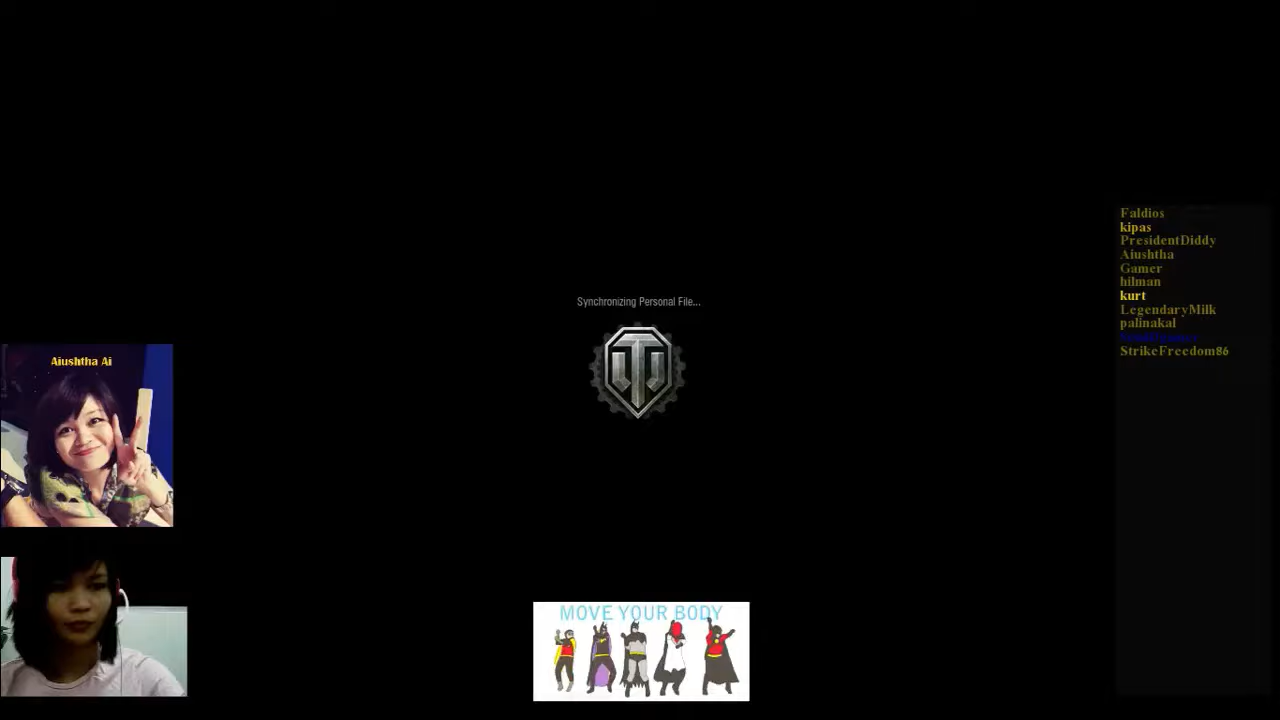 Faldios
kipas
PresidentDiddy
Aiushtha
Gamer
hilman
kurt
LegendaryMilk
palinakal
StrikeFreedom86
Synchronizing Personal File...
Aiushtha Ai
MOVE YOUR BODY